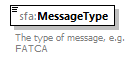 sfa:MessageType
The type of message, e.g.
FATCA